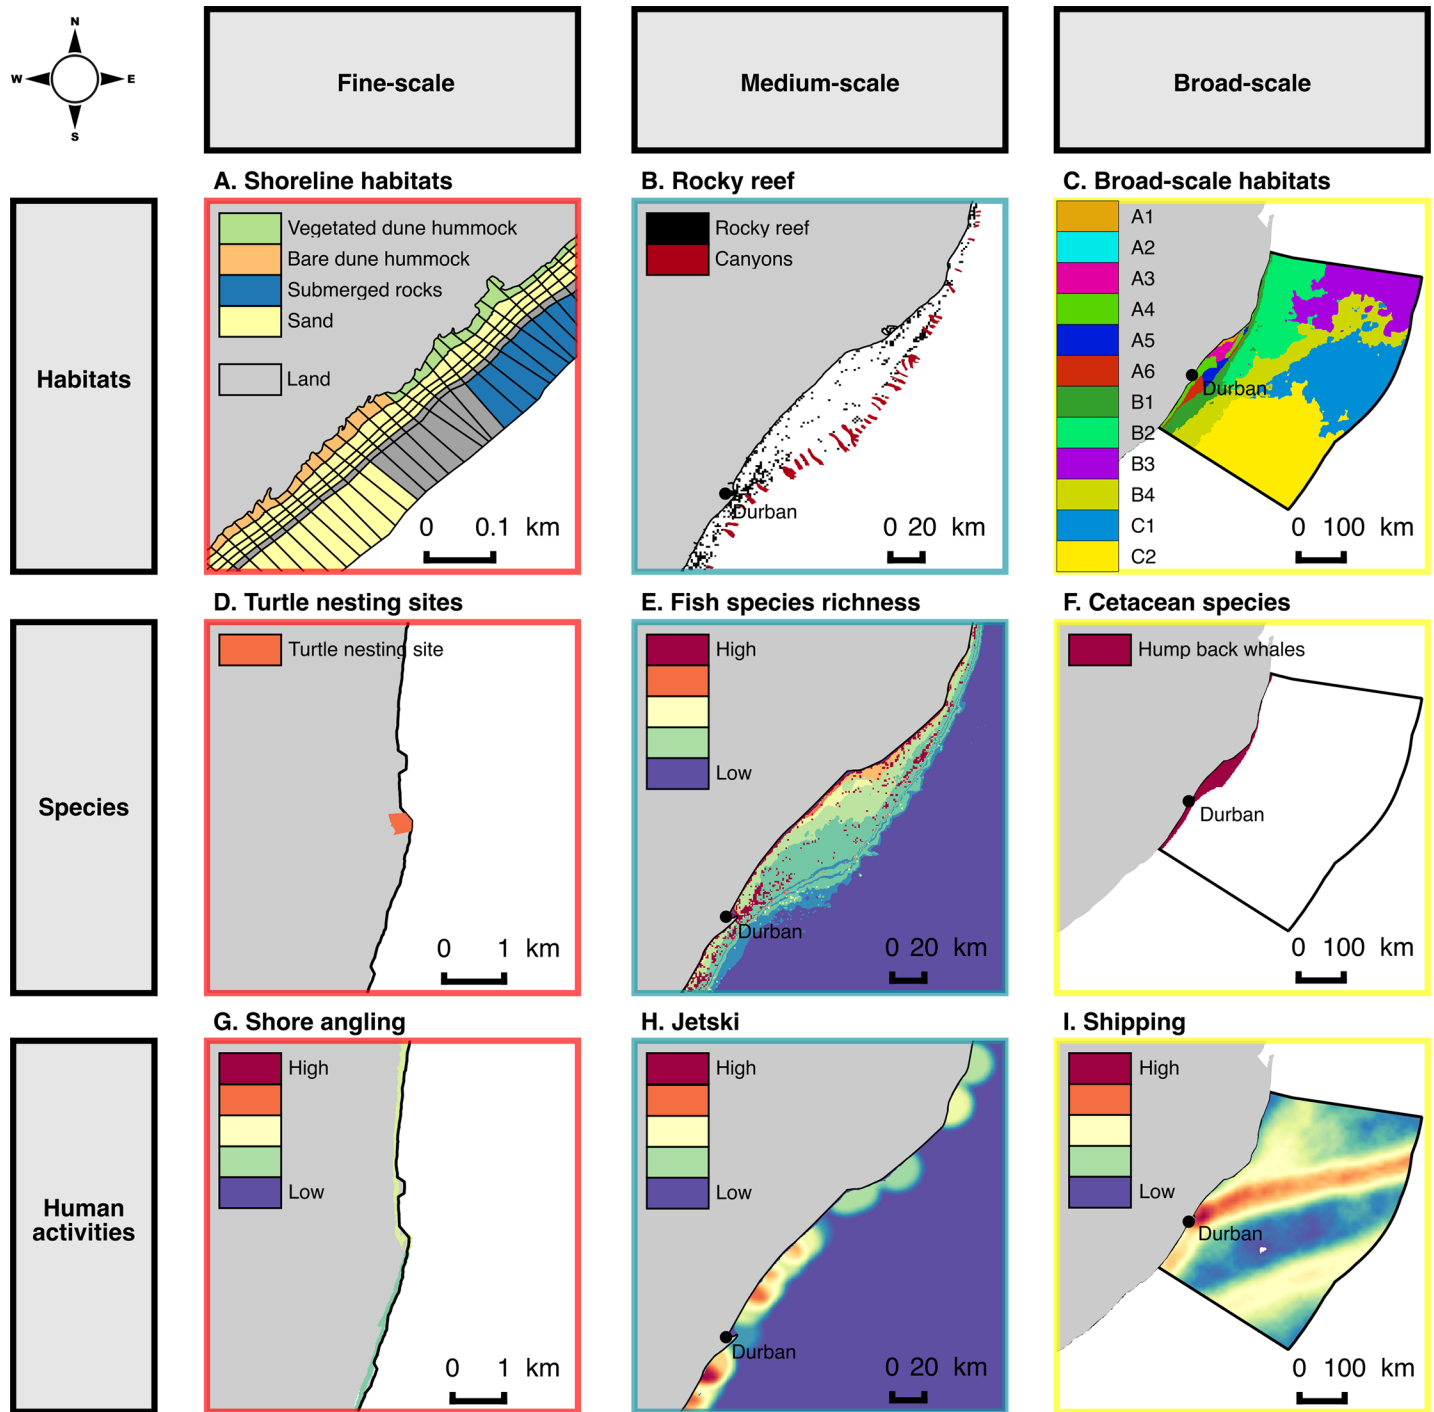 N
W E
S
Fine-scale
Medium-scale
Broad-scale
Habitats
A. Shoreline habitats
Vegetated dune hummock
Bare dune hummock
Submerged rocks
Sand
Land
0 0.1 km
B. Rocky reef
Rocky reef
Canyons
Durban
0 20 km
C. Broad-scale habitats
A1
A2
A3
A4
A5
A6
B1
B2
B3
B4
C1
C2
Durban
0 100 km
Species
D. Turtle nesting sites
Turtle nesting site
0 1 km
E. Fish species richness
High
Low
Durban
0 20 km
F. Cetacean species
Hump back whales
Durban
0 100 km
Human
activities
G. Shore angling
High
Low
0 1 km
H. Jetski
High
Low
Durban
0 20 km
I. Shipping
High
Low
Durban
0 100 km